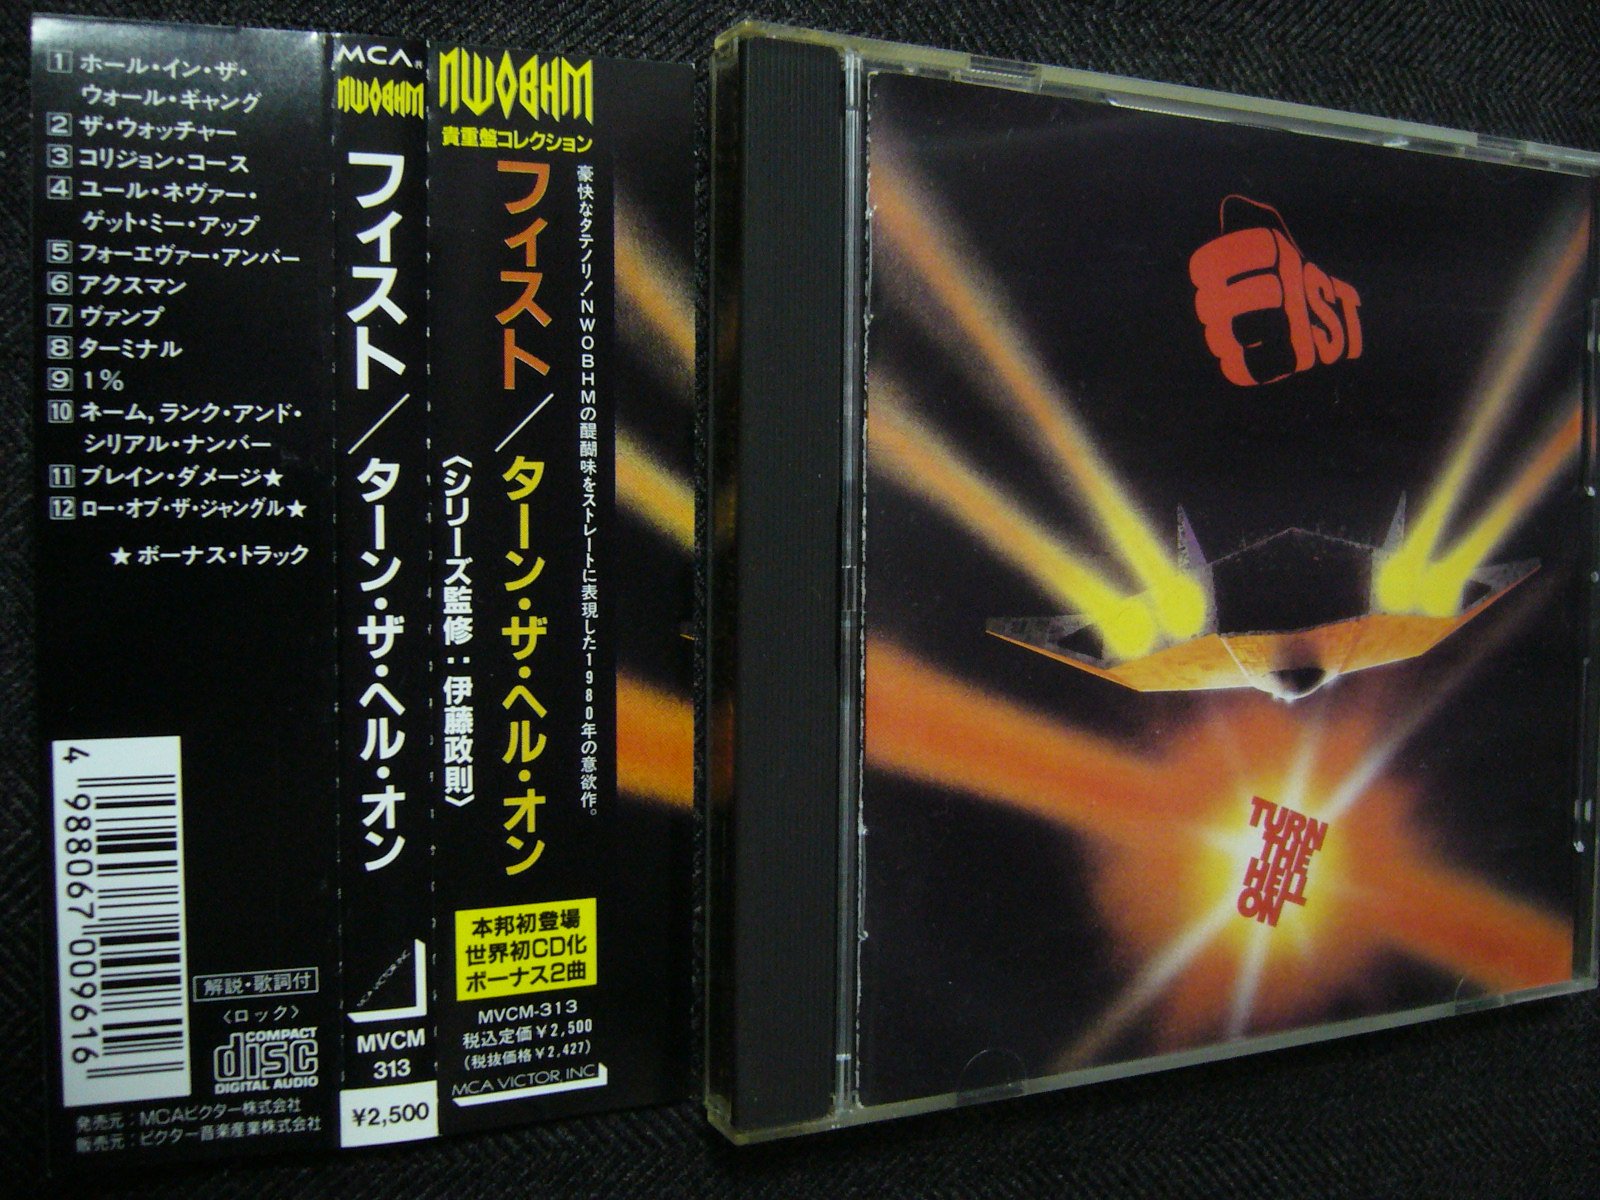 1 ホール・イン・ザ・
ウォール・ギャング
2 ザ・ウォッチャー
3 コリジョン・コース
4 ユール・ネヴァー・
ゲット・ミー・アップ
5 フォーエヴァー・アンバー
6 アクスマン
7 ヴァンプ
8 ターミナル
9 1%
10 ネーム,ランク・アンド・
シリアル・ナンバー
11 ブレイン・ダメージ★
12 ロー・オブ・ザ・ジャングル★
★ボーナス・トラック
4 988067 009616
解説・歌詞付
〈ロック〉
COMPACT
disc
DIGITAL AUDIO
発売元:MCAビクター株式会社
販売元:ビクター音楽産業株式会社
MCA
NWOBHM
フィスト/ターン・ザ・ヘル・オン
MCA VICTOR, INC.
MVCM
313
¥2,500
NWOBHM
貴重盤コレクション
豪快なタテノリ!NWOBHMの醍醐味をストレートに表現した1980年の意欲作。
フィスト/ターン・ザ・ヘル・オン
〈シリーズ監修:伊藤政則〉
本邦初登場
世界初CD化
ボーナス2曲
MVCM-313
税込定価¥2,500
(税抜価格¥2,427)
MCA VICTOR, INC.
FIST
TURN
THE
HELL
ON